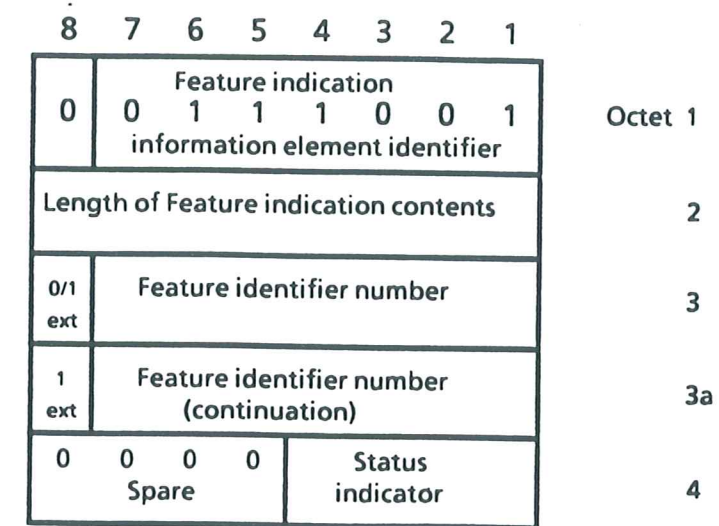 8 7 6 5 4 3 2 1
Feature indication
0 0 1 1 1 0 0 1 Octet 1
information element identifier
Length of Feature indication contents 2
0/1 Feature identifier number 3
ext
1 Feature identifier number 3a
ext (continuation)
0 0 0 0 Status
Spare indicator 4